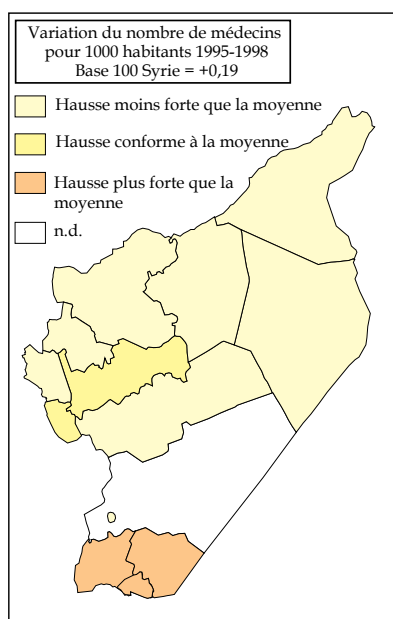 Variation du nombre de médecins
pour 1000 habitants 1995-1998
Base 100 Syrie = +0,19
Hausse moins forte que la moyenne
Hausse conforme à la moyenne
Hausse plus forte que la
moyenne
n.d.